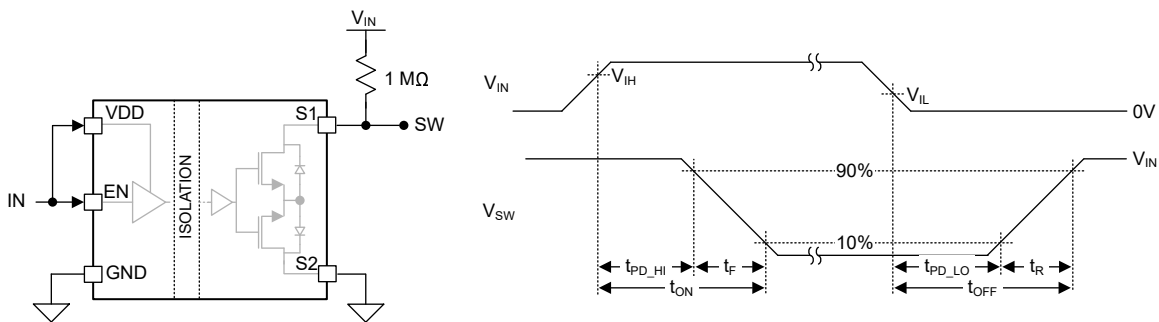 V_IN
1 MΩ
VDD
S1
SW
IN
EN
ISOLATION
GND
S2
V_IN
V_IH
V_IL
0V
V_SW
90%
V_IN
10%
t_PD_HI
t_F
t_PD_LO
t_R
t_ON
t_OFF